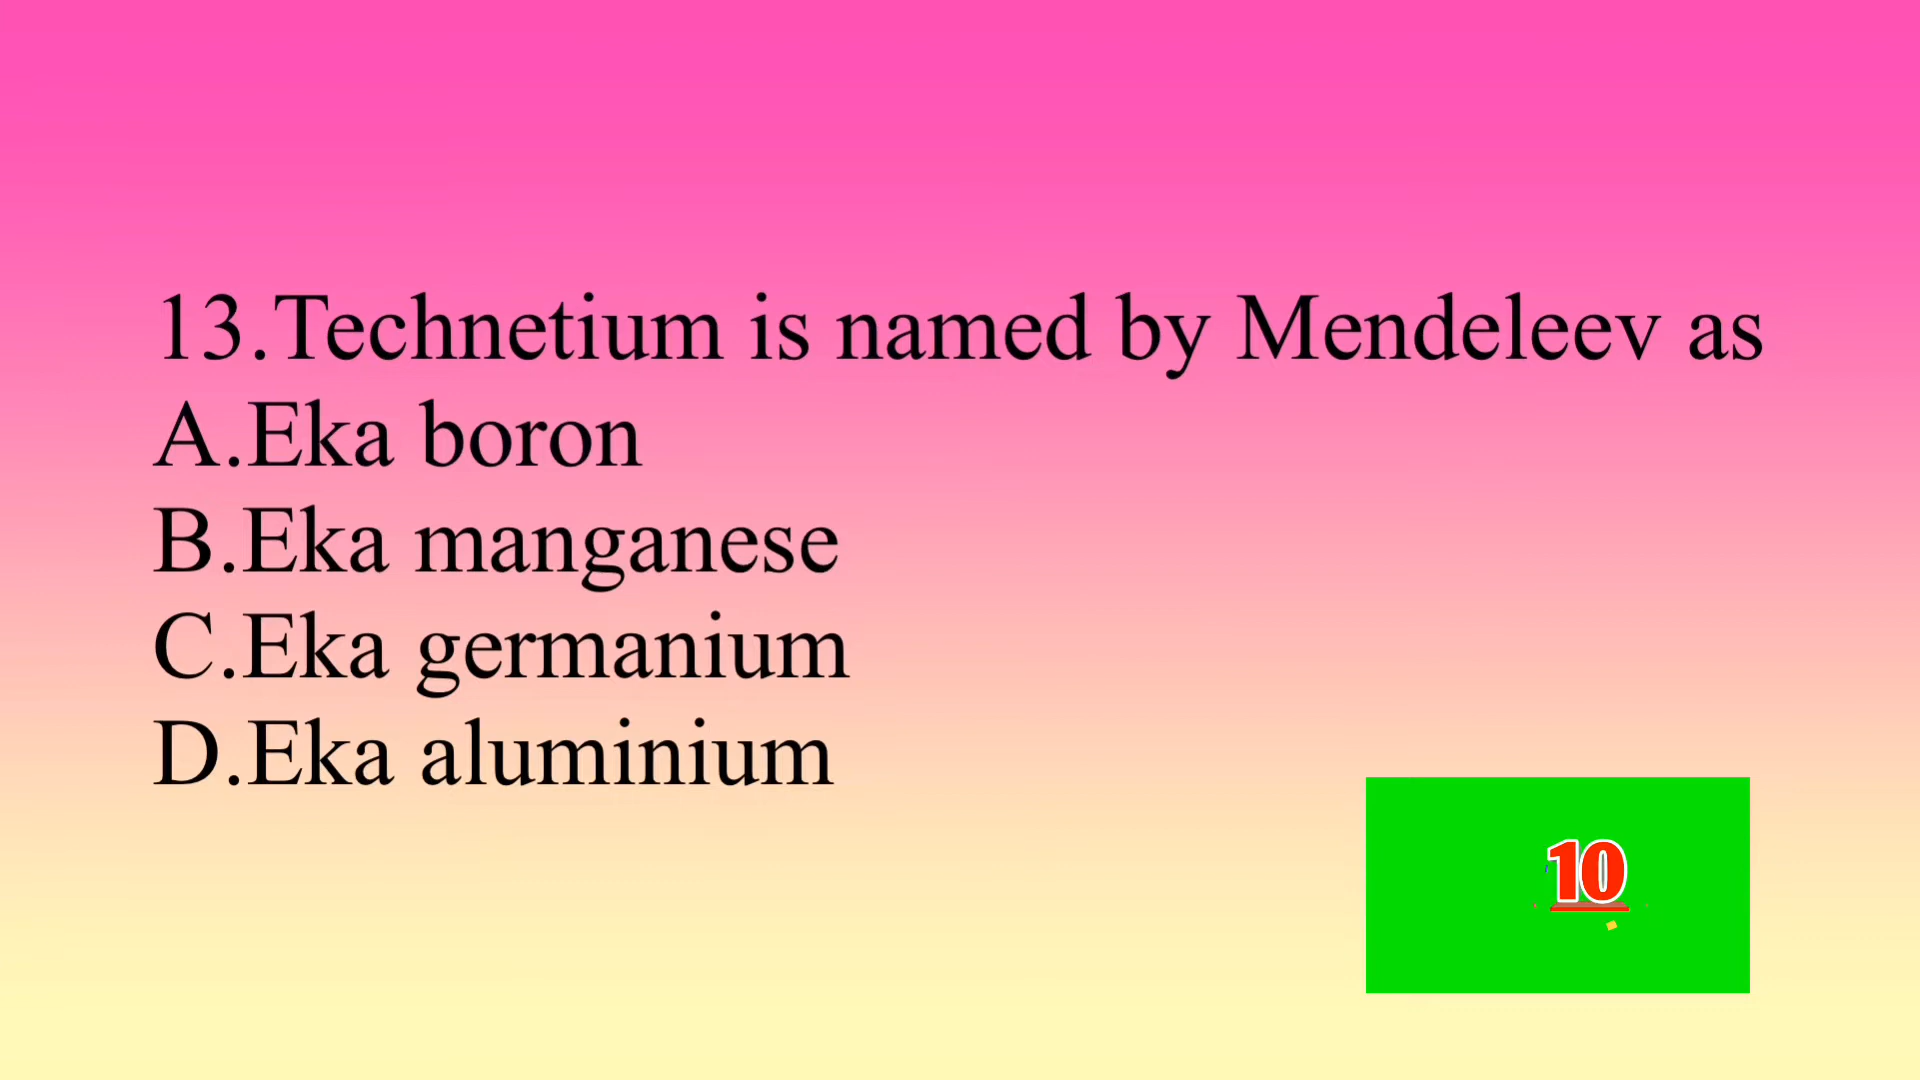 13.Technetium is named by Mendeleev as
A.Eka boron
B.Eka manganese
C.Eka germanium
D.Eka aluminium
10